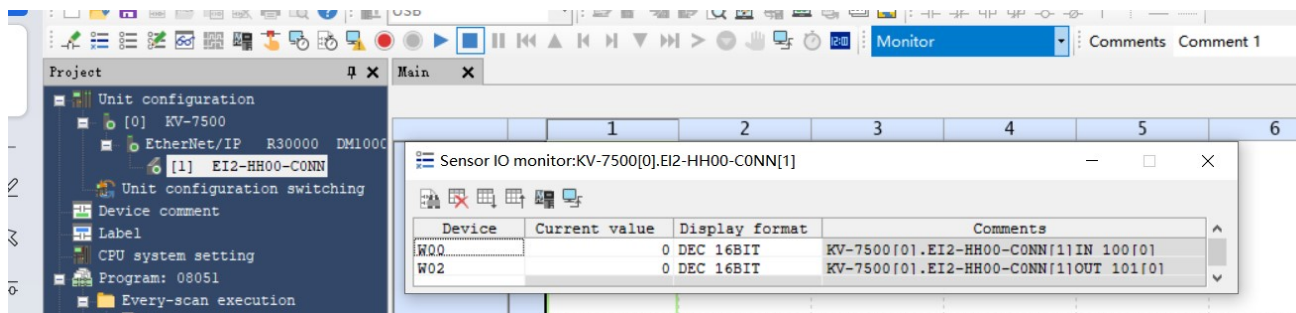 USB
Monitor
Comments Comment 1
Project
Main
Unit configuration
[0] KV-7500
EtherNet/IP R30000 DM1000
[1] EI2-HH00-C0NN
Unit configuration switching
Device comment
Label
CPU system setting
Program: 08051
Every-scan execution
1 2 3 4 5 6
Sensor IO monitor:KV-7500[0].EI2-HH00-C0NN[1]
Device Current value Display format Comments
W00 0 DEC 16BIT KV-7500[0].EI2-HH00-C0NN[1]IN 100[0]
W02 0 DEC 16BIT KV-7500[0].EI2-HH00-C0NN[1]OUT 101[0]